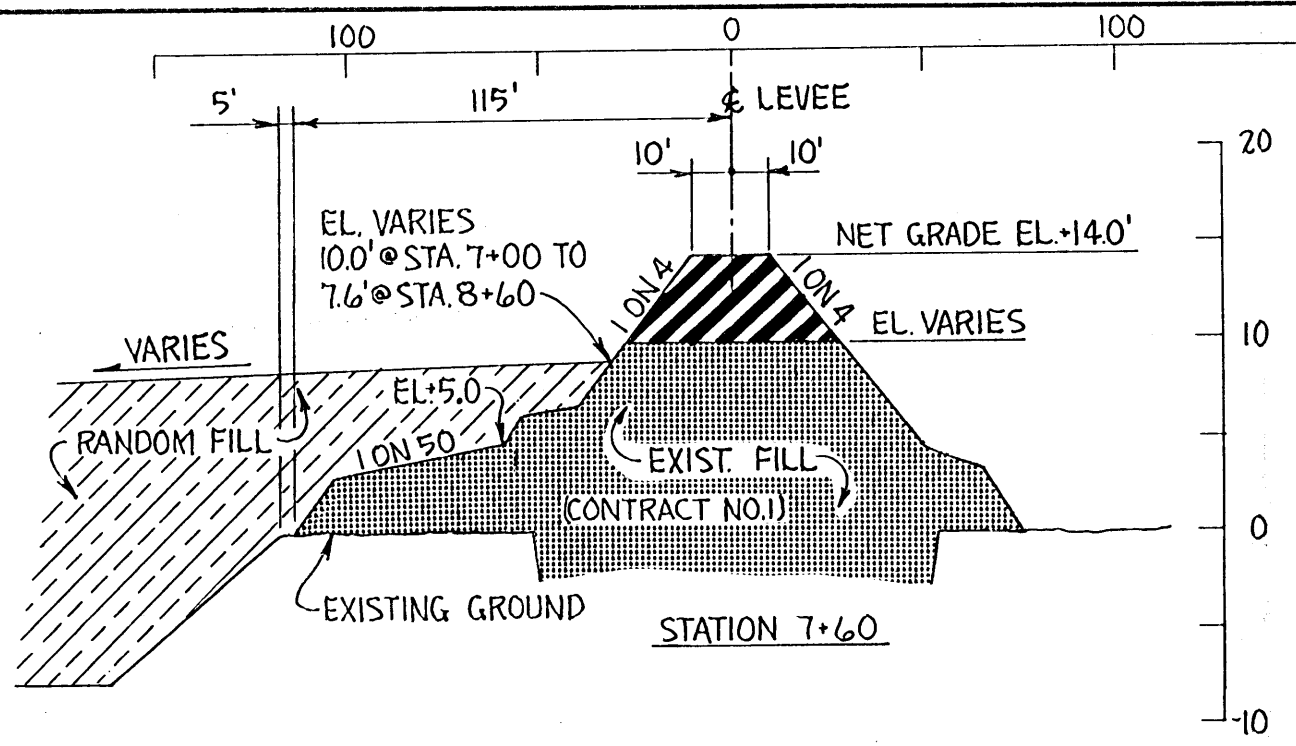 100 0 100
5' 115' ℄ LEVEE
10' 10'
20
EL. VARIES
10.0'@STA. 7+00 TO
7.6'@STA. 8+60
NET GRADE EL.+14.0'
1 ON 4
1 ON 4
EL. VARIES
10
VARIES
EL+5.0
RANDOM FILL
1 ON 50
EXIST. FILL
(CONTRACT NO.1)
0
EXISTING GROUND
STATION 7+60
-10